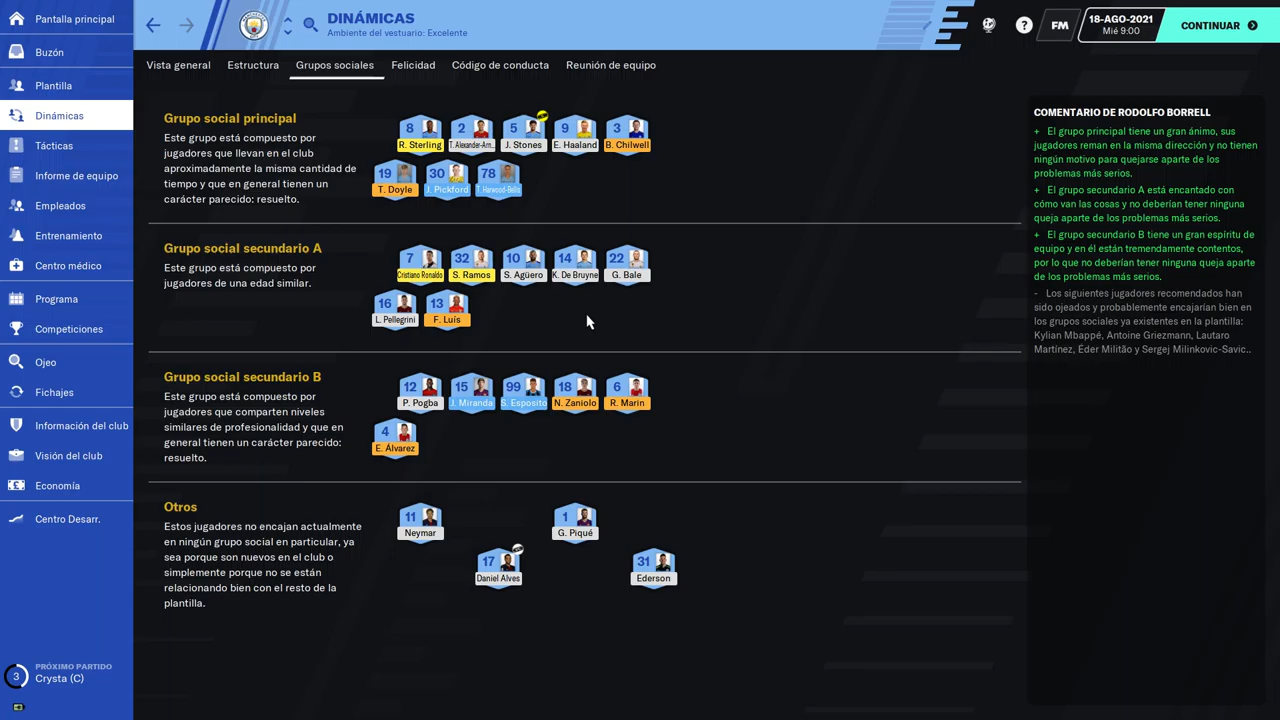 Pantalla principal
Buzón
Plantilla
Dinámicas
Tácticas
Informe de equipo
Empleados
Entrenamiento
Centro médico
Programa
Competiciones
Ojeo
Fichajes
Información del club
Visión del club
Economía
Centro Desarr.
3
PRÓXIMO PARTIDO
Crysta (C)
DINÁMICAS
Ambiente del vestuario: Excelente
?
FM
18-AGO-2021
Mié 9:00
CONTINUAR
Vista general Estructura Grupos sociales Felicidad Código de conducta Reunión de equipo
Grupo social principal
Este grupo está compuesto por
jugadores que llevan en el club
aproximadamente la misma cantidad de
tiempo y que en general tienen un
carácter parecido: resuelto.
8 2 5 9 3
R. Sterling T. Alexander-Arn... J. Stones E. Haaland B. Chilwell
19 30 78
T. Doyle J. Pickford T. Harwood-Bellis
Grupo social secundario A
Este grupo está compuesto por
jugadores de una edad similar.
7 32 10 14 22
Cristiano Ronaldo S. Ramos S. Agüero K. De Bruyne G. Bale
16 13
L. Pellegrini F. Luís
Grupo social secundario B
Este grupo está compuesto por
jugadores que comparten niveles
similares de profesionalidad y que en
general tienen un carácter parecido:
resuelto.
12 15 99 18 6
P. Pogba J. Miranda S. Esposito N. Zaniolo R. Marin
4
E. Álvarez
Otros
Estos jugadores no encajan actualmente
en ningún grupo social en particular, ya
sea porque son nuevos en el club o
simplemente porque no se están
relacionando bien con el resto de la
plantilla.
11 1
Neymar G. Piqué
17 31
Daniel Alves Ederson
COMENTARIO DE RODOLFO BORRELL
+ El grupo principal tiene un gran ánimo, sus
jugadores reman en la misma dirección y no tienen
ningún motivo para quejarse aparte de los
problemas más serios.
+ El grupo secundario A está encantado con
cómo van las cosas y no deberían tener ninguna
queja aparte de los problemas más serios.
+ El grupo secundario B tiene un gran espíritu de
equipo y en él están tremendamente contentos,
por lo que no deberían tener ninguna queja aparte
de los problemas más serios.
- Los siguientes jugadores recomendados han
sido ojeados y probablemente encajarían bien en
los grupos sociales ya existentes en la plantilla:
Kylian Mbappé, Antoine Griezmann, Lautaro
Martínez, Éder Militão y Sergej Milinkovic-Savic..